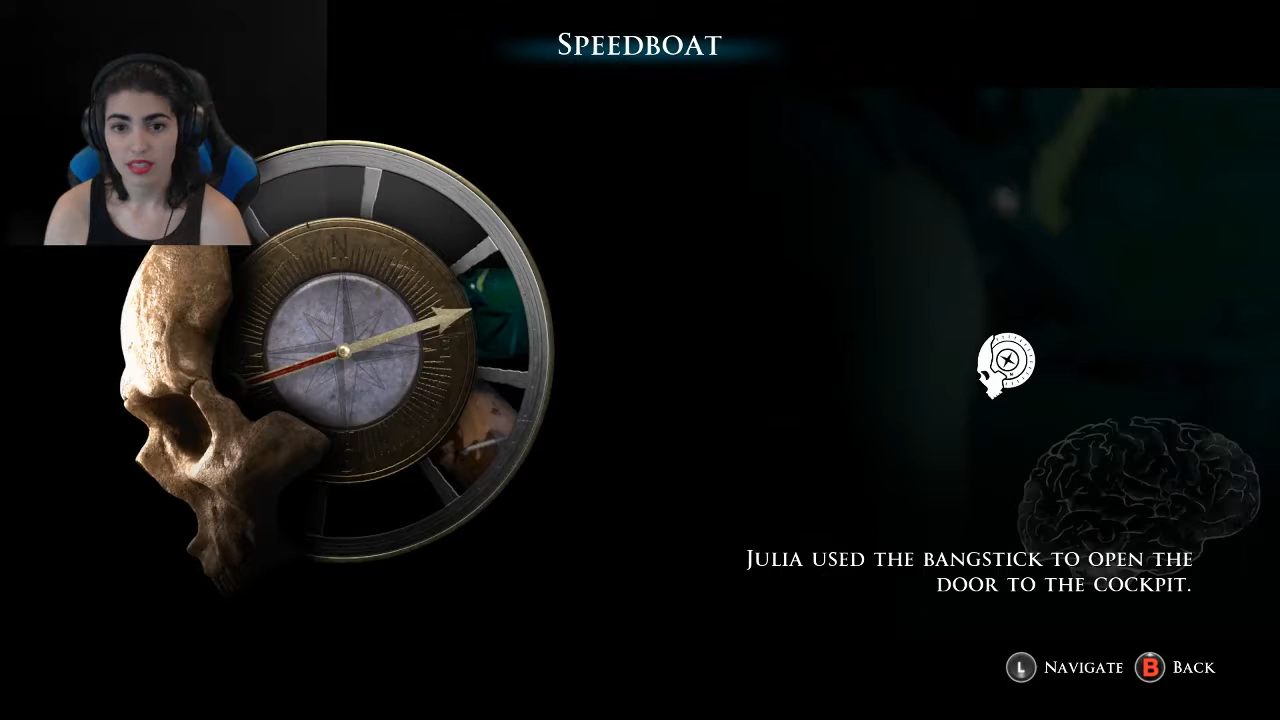 Speedboat
N
Julia used the bangstick to open the
door to the cockpit.
L Navigate B Back